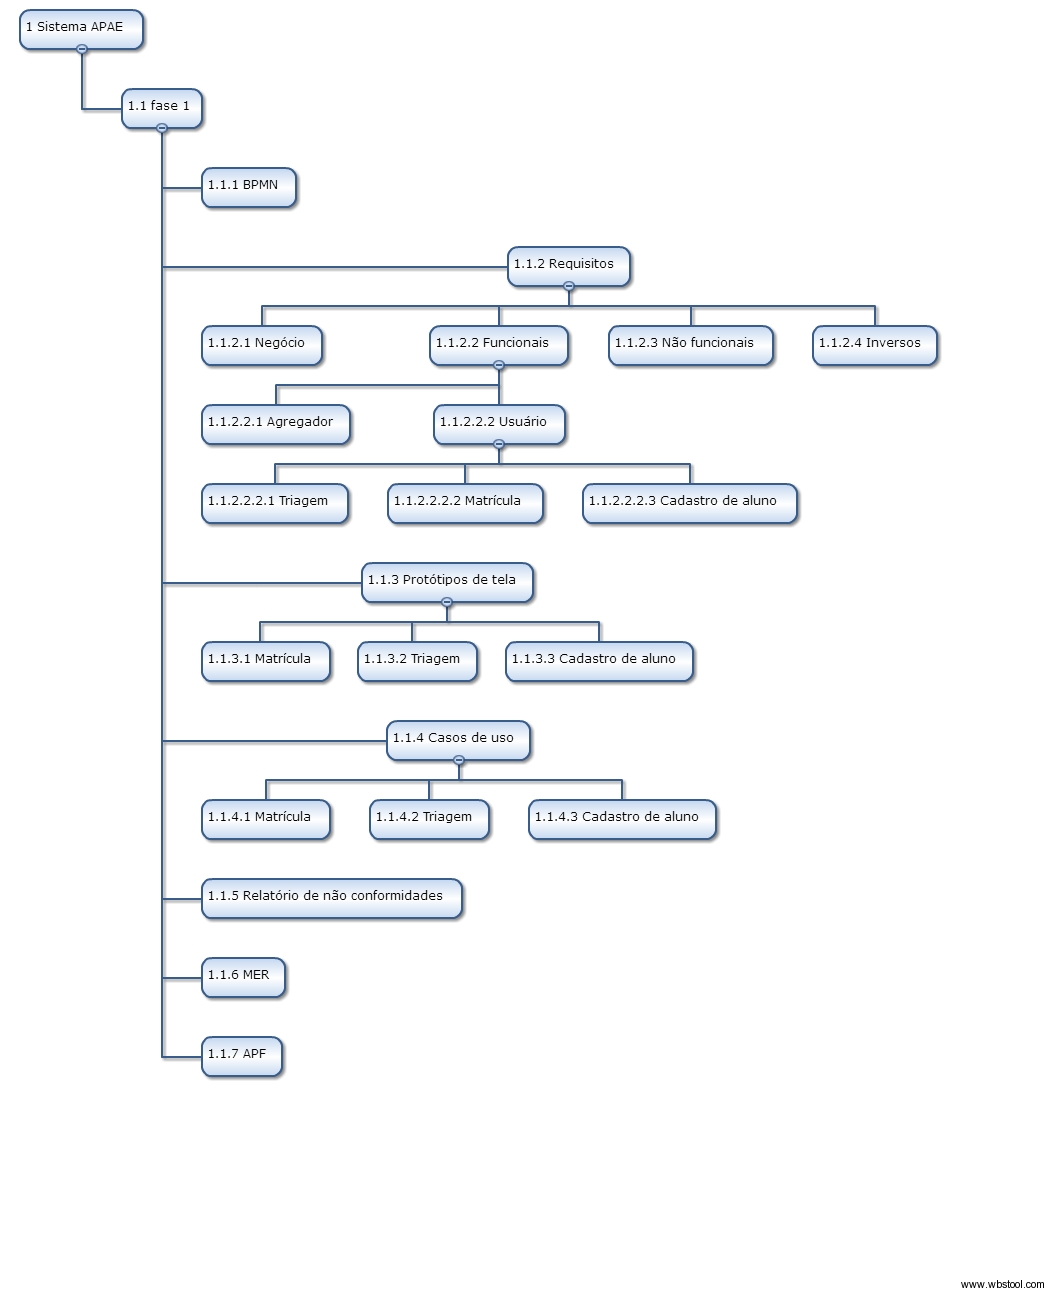 1 Sistema APAE
1.1 fase 1
1.1.1 BPMN
1.1.2 Requisitos
1.1.2.1 Negócio
1.1.2.2 Funcionais
1.1.2.3 Não funcionais
1.1.2.4 Inversos
1.1.2.2.1 Agregador
1.1.2.2.2 Usuário
1.1.2.2.2.1 Triagem
1.1.2.2.2.2 Matrícula
1.1.2.2.2.3 Cadastro de aluno
1.1.3 Protótipos de tela
1.1.3.1 Matrícula
1.1.3.2 Triagem
1.1.3.3 Cadastro de aluno
1.1.4 Casos de uso
1.1.4.1 Matrícula
1.1.4.2 Triagem
1.1.4.3 Cadastro de aluno
1.1.5 Relatório de não conformidades
1.1.6 MER
1.1.7 APF
www.wbstool.com